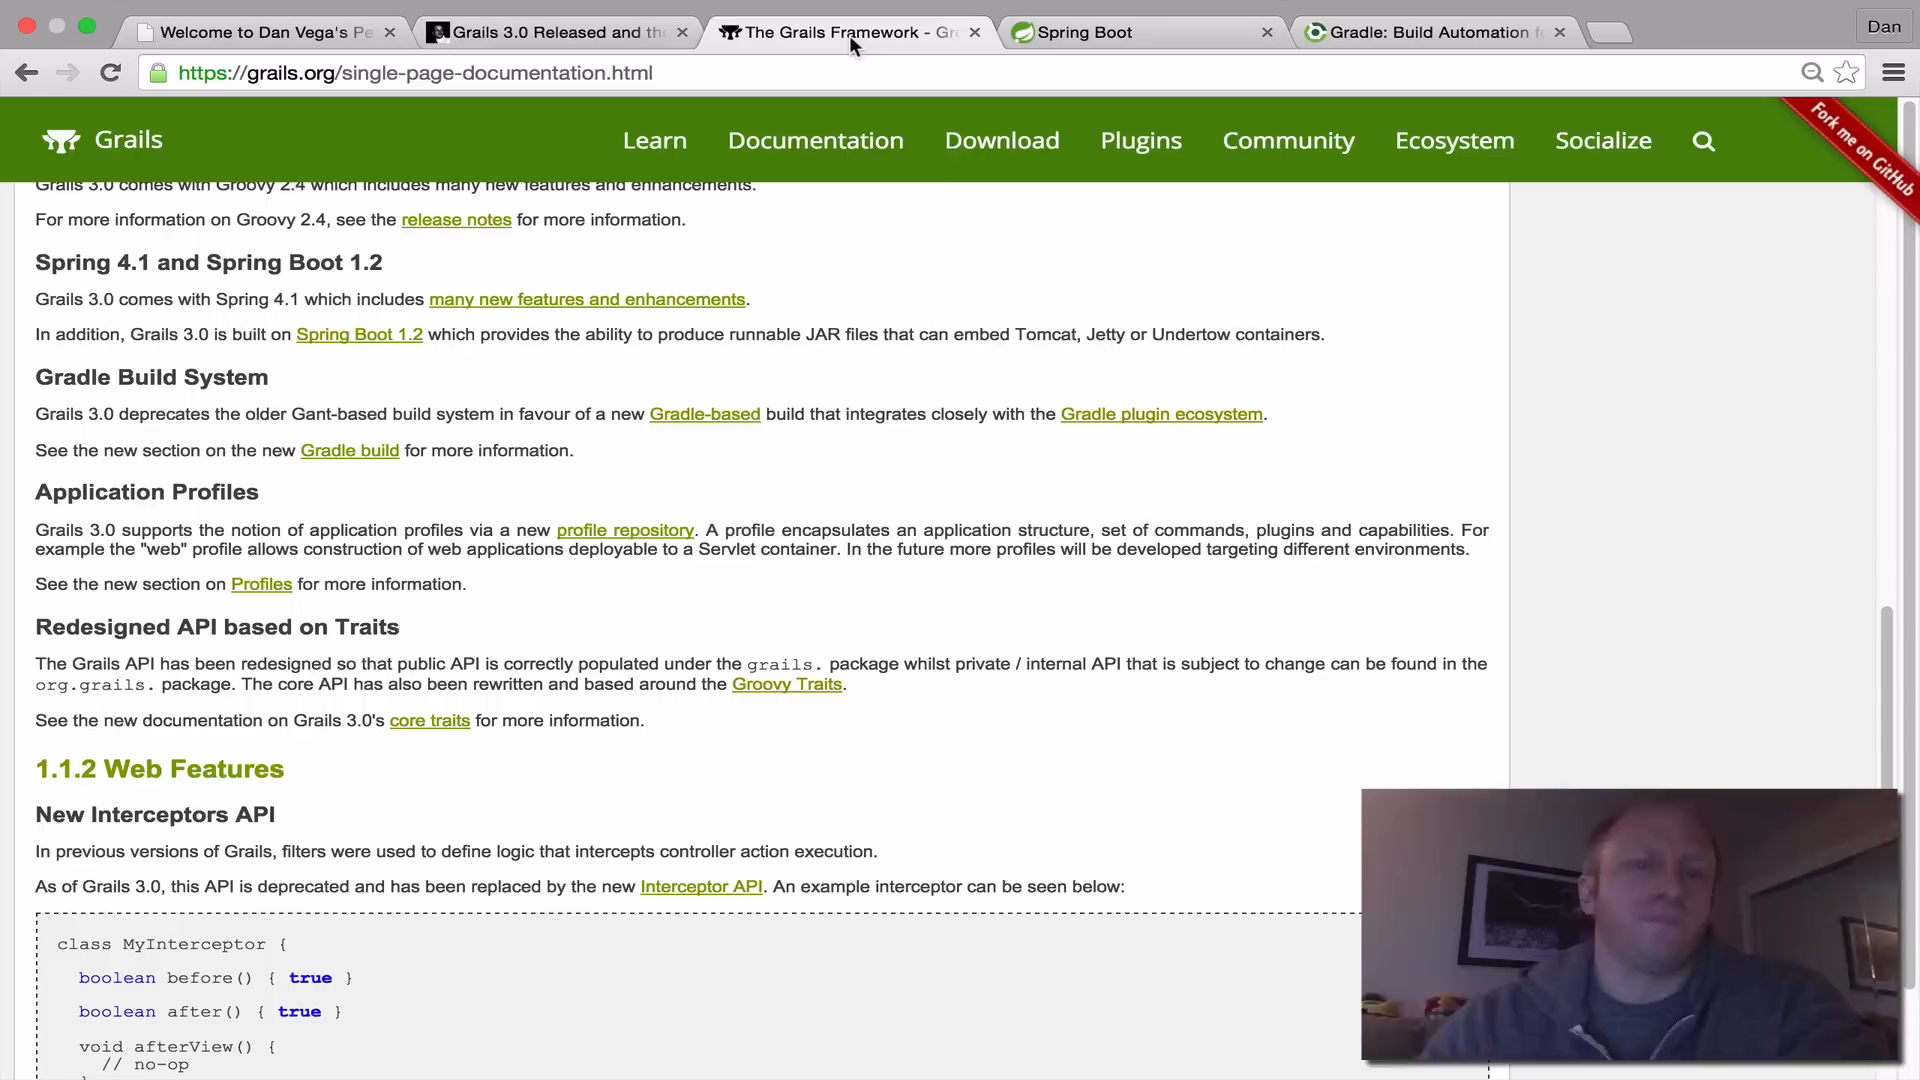 Welcome to Dan Vega's Pe
Grails 3.0 Released and the
The Grails Framework - Gr
Spring Boot
Gradle: Build Automation f
Dan
https://grails.org/single-page-documentation.html
Grails
Learn
Documentation
Download
Plugins
Community
Ecosystem
Socialize
Fork me on GitHub
Grails 3.0 comes with Groovy 2.4 which includes many new features and enhancements.
For more information on Groovy 2.4, see the release notes for more information.
Spring 4.1 and Spring Boot 1.2
Grails 3.0 comes with Spring 4.1 which includes many new features and enhancements.
In addition, Grails 3.0 is built on Spring Boot 1.2 which provides the ability to produce runnable JAR files that can embed Tomcat, Jetty or Undertow containers.
Gradle Build System
Grails 3.0 deprecates the older Gant-based build system in favour of a new Gradle-based build that integrates closely with the Gradle plugin ecosystem.
See the new section on the new Gradle build for more information.
Application Profiles
Grails 3.0 supports the notion of application profiles via a new profile repository. A profile encapsulates an application structure, set of commands, plugins and capabilities. For
example the "web" profile allows construction of web applications deployable to a Servlet container. In the future more profiles will be developed targeting different environments.
See the new section on Profiles for more information.
Redesigned API based on Traits
The Grails API has been redesigned so that public API is correctly populated under the grails. package whilst private / internal API that is subject to change can be found in the
org.grails. package. The core API has also been rewritten and based around the Groovy Traits.
See the new documentation on Grails 3.0's core traits for more information.
1.1.2 Web Features
New Interceptors API
In previous versions of Grails, filters were used to define logic that intercepts controller action execution.
As of Grails 3.0, this API is deprecated and has been replaced by the new Interceptor API. An example interceptor can be seen below:
class MyInterceptor {
boolean before() { true }
boolean after() { true }
void afterView() {
// no-op